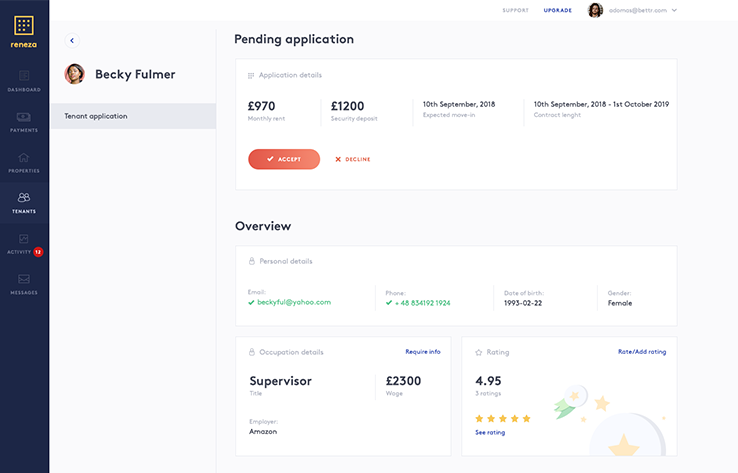 SUPPORT
UPGRADE
adamas@bettr.com
reneza
DASHBOARD
PAYMENTS
PROPERTIES
TENANTS
ACTIVITY 12
MESSAGES
Becky Fulmer
Tenant application
Pending application
Application details
£970
Monthly rent
£1200
Security deposit
10th September, 2018
Expected move-in
10th September, 2018 - 1st October 2019
Contract lenght
ACCEPT
DECLINE
Overview
Personal details
Email:
beckyful@yahoo.com
Phone:
+ 48 834192 1924
Date of birth:
1993-02-22
Gender:
Female
Occupation details
Require info
Supervisor
Title
£2300
Wage
Employer:
Amazon
Rating
Rate/Add rating
4.95
3 ratings
See rating